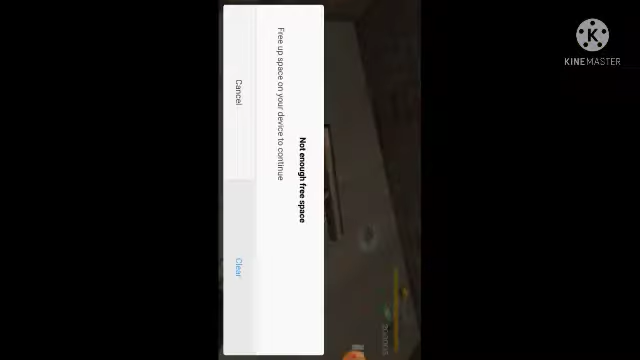 Not enough free space
Free up space on your device to continue
Cancel
Clear
KINEMASTER